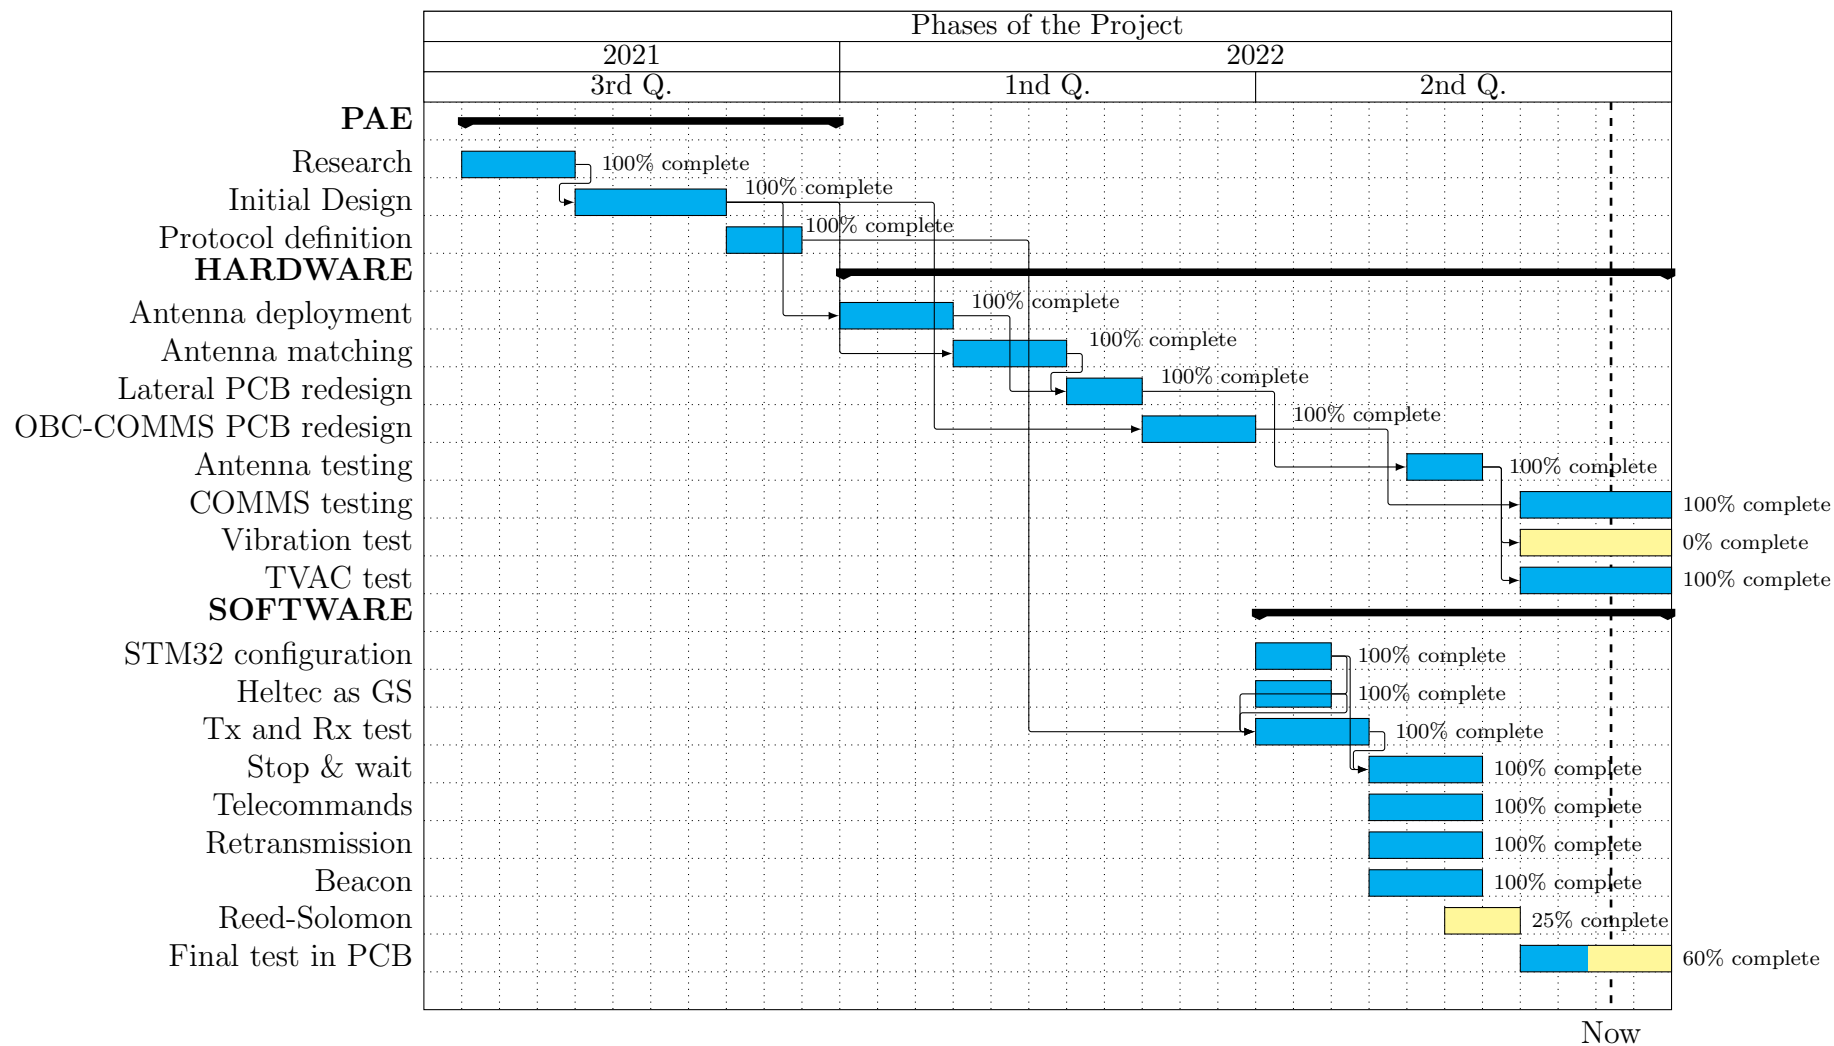 Phases of the Project
2021 2022
3rd Q. 1nd Q. 2nd Q.
PAE
Research 100% complete
Initial Design 100% complete
Protocol definition 100% complete
HARDWARE
Antenna deployment 100% complete
Antenna matching 100% complete
Lateral PCB redesign 100% complete
OBC-COMMS PCB redesign 100% complete
Antenna testing 100% complete
COMMS testing 100% complete
Vibration test 0% complete
TVAC test 100% complete
SOFTWARE
STM32 configuration 100% complete
Heltec as GS 100% complete
Tx and Rx test 100% complete
Stop & wait 100% complete
Telecommands 100% complete
Retransmission 100% complete
Beacon 100% complete
Reed-Solomon 25% complete
Final test in PCB 60% complete
Now